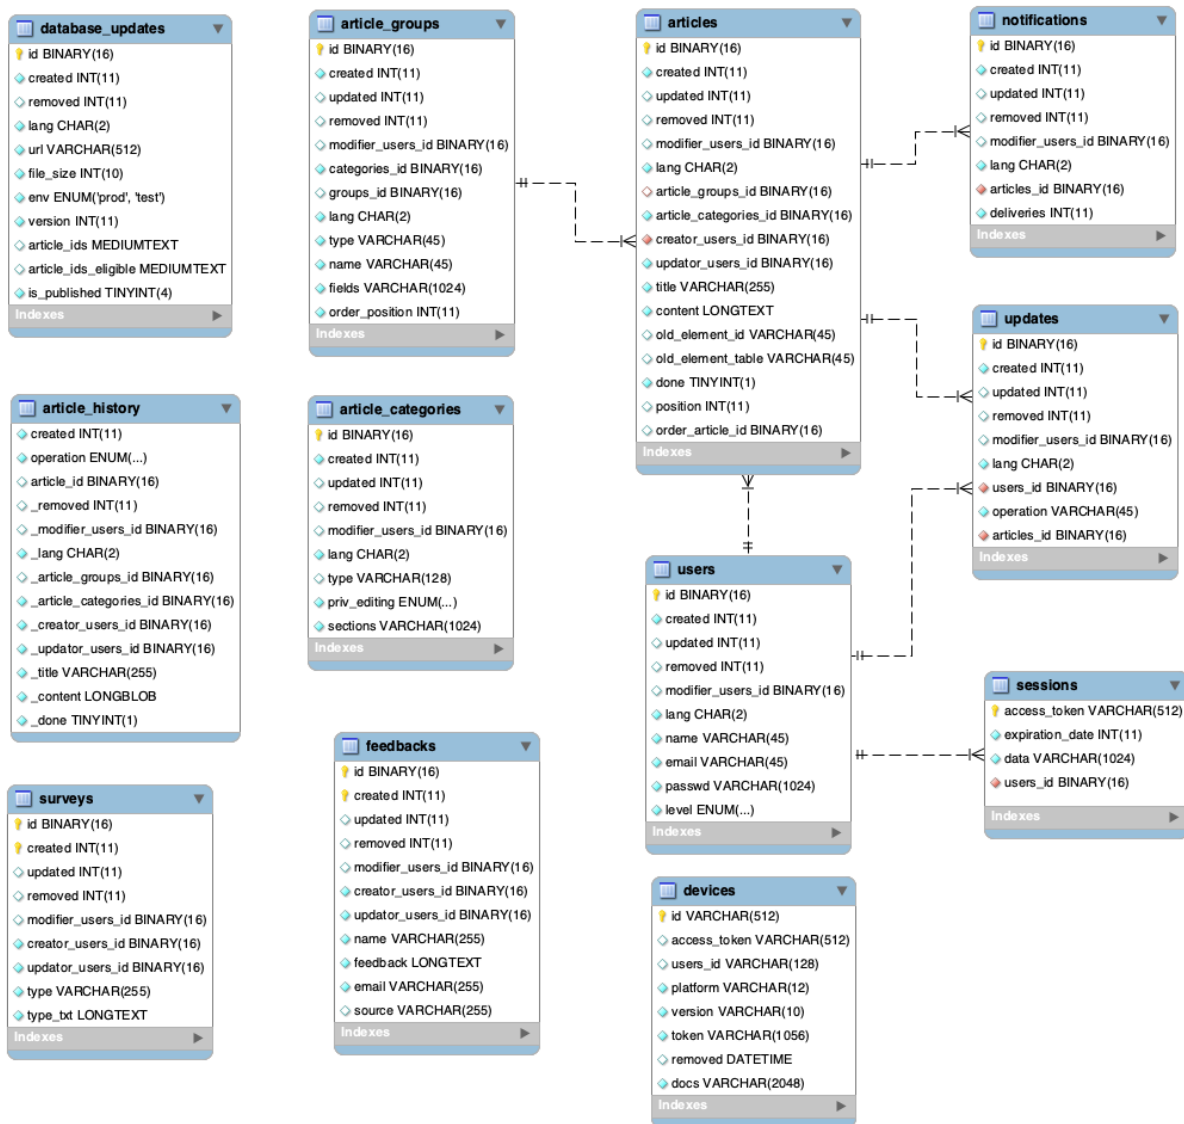 database_updates
id BINARY(16)
created INT(11)
removed INT(11)
lang CHAR(2)
url VARCHAR(512)
file_size INT(10)
env ENUM('prod', 'test')
version INT(11)
article_ids MEDIUMTEXT
article_ids_eligible MEDIUMTEXT
is_published TINYINT(4)
Indexes
article_groups
id BINARY(16)
created INT(11)
updated INT(11)
removed INT(11)
modifier_users_id BINARY(16)
categories_id BINARY(16)
groups_id BINARY(16)
lang CHAR(2)
type VARCHAR(45)
name VARCHAR(45)
fields VARCHAR(1024)
order_position INT(11)
Indexes
articles
id BINARY(16)
created INT(11)
updated INT(11)
removed INT(11)
modifier_users_id BINARY(16)
lang CHAR(2)
article_groups_id BINARY(16)
article_categories_id BINARY(16)
creator_users_id BINARY(16)
updator_users_id BINARY(16)
title VARCHAR(255)
content LONGTEXT
old_element_id VARCHAR(45)
old_element_table VARCHAR(45)
done TINYINT(1)
position INT(11)
order_article_id BINARY(16)
Indexes
notifications
id BINARY(16)
created INT(11)
updated INT(11)
removed INT(11)
modifier_users_id BINARY(16)
lang CHAR(2)
articles_id BINARY(16)
deliveries INT(11)
Indexes
updates
id BINARY(16)
created INT(11)
updated INT(11)
removed INT(11)
modifier_users_id BINARY(16)
lang CHAR(2)
users_id BINARY(16)
operation VARCHAR(45)
articles_id BINARY(16)
Indexes
article_history
created INT(11)
operation ENUM(...)
article_id BINARY(16)
_removed INT(11)
_modifier_users_id BINARY(16)
_lang CHAR(2)
_article_groups_id BINARY(16)
_article_categories_id BINARY(16)
_creator_users_id BINARY(16)
_updator_users_id BINARY(16)
_title VARCHAR(255)
_content LONGBLOB
_done TINYINT(1)
Indexes
article_categories
id BINARY(16)
created INT(11)
updated INT(11)
removed INT(11)
modifier_users_id BINARY(16)
lang CHAR(2)
type VARCHAR(128)
priv_editing ENUM(...)
sections VARCHAR(1024)
Indexes
users
id BINARY(16)
created INT(11)
updated INT(11)
removed INT(11)
modifier_users_id BINARY(16)
lang CHAR(2)
name VARCHAR(45)
email VARCHAR(45)
passwd VARCHAR(1024)
level ENUM(...)
Indexes
sessions
access_token VARCHAR(512)
expiration_date INT(11)
data VARCHAR(1024)
users_id BINARY(16)
Indexes
surveys
id BINARY(16)
created INT(11)
updated INT(11)
removed INT(11)
modifier_users_id BINARY(16)
creator_users_id BINARY(16)
updator_users_id BINARY(16)
type VARCHAR(255)
type_txt LONGTEXT
Indexes
feedbacks
id BINARY(16)
created INT(11)
updated INT(11)
removed INT(11)
modifier_users_id BINARY(16)
creator_users_id BINARY(16)
updator_users_id BINARY(16)
name VARCHAR(255)
feedback LONGTEXT
email VARCHAR(255)
source VARCHAR(255)
Indexes
devices
id VARCHAR(512)
access_token VARCHAR(512)
users_id VARCHAR(128)
platform VARCHAR(12)
version VARCHAR(10)
token VARCHAR(1056)
removed DATETIME
docs VARCHAR(2048)
Indexes